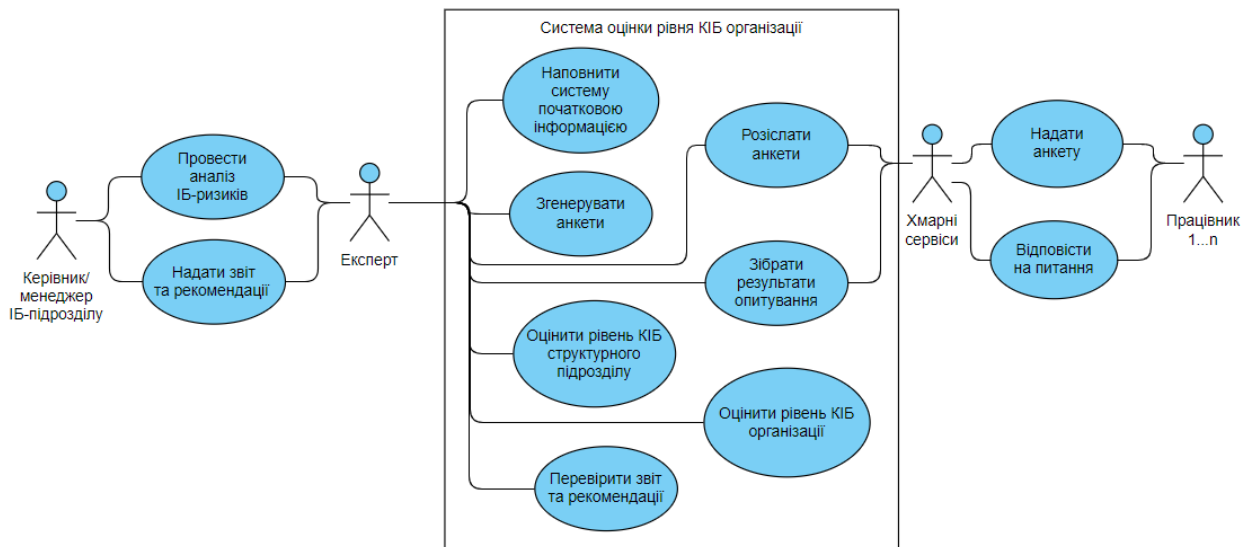 Система оцінки рівня КІБ організації
Провести
аналіз
ІБ-ризиків
Надати звіт
та рекомендації
Керівник/
менеджер
ІБ-підрозділу
Експерт
Наповнити
систему
початковою
інформацією
Згенерувати
анкети
Розіслати
анкети
Зібрати
результати
опитування
Оцінити рівень КІБ
структурного
підрозділу
Оцінити рівень КІБ
організації
Перевірити звіт
та рекомендації
Хмарні
сервіси
Надати
анкету
Відповісти
на питання
Працівник
1...n